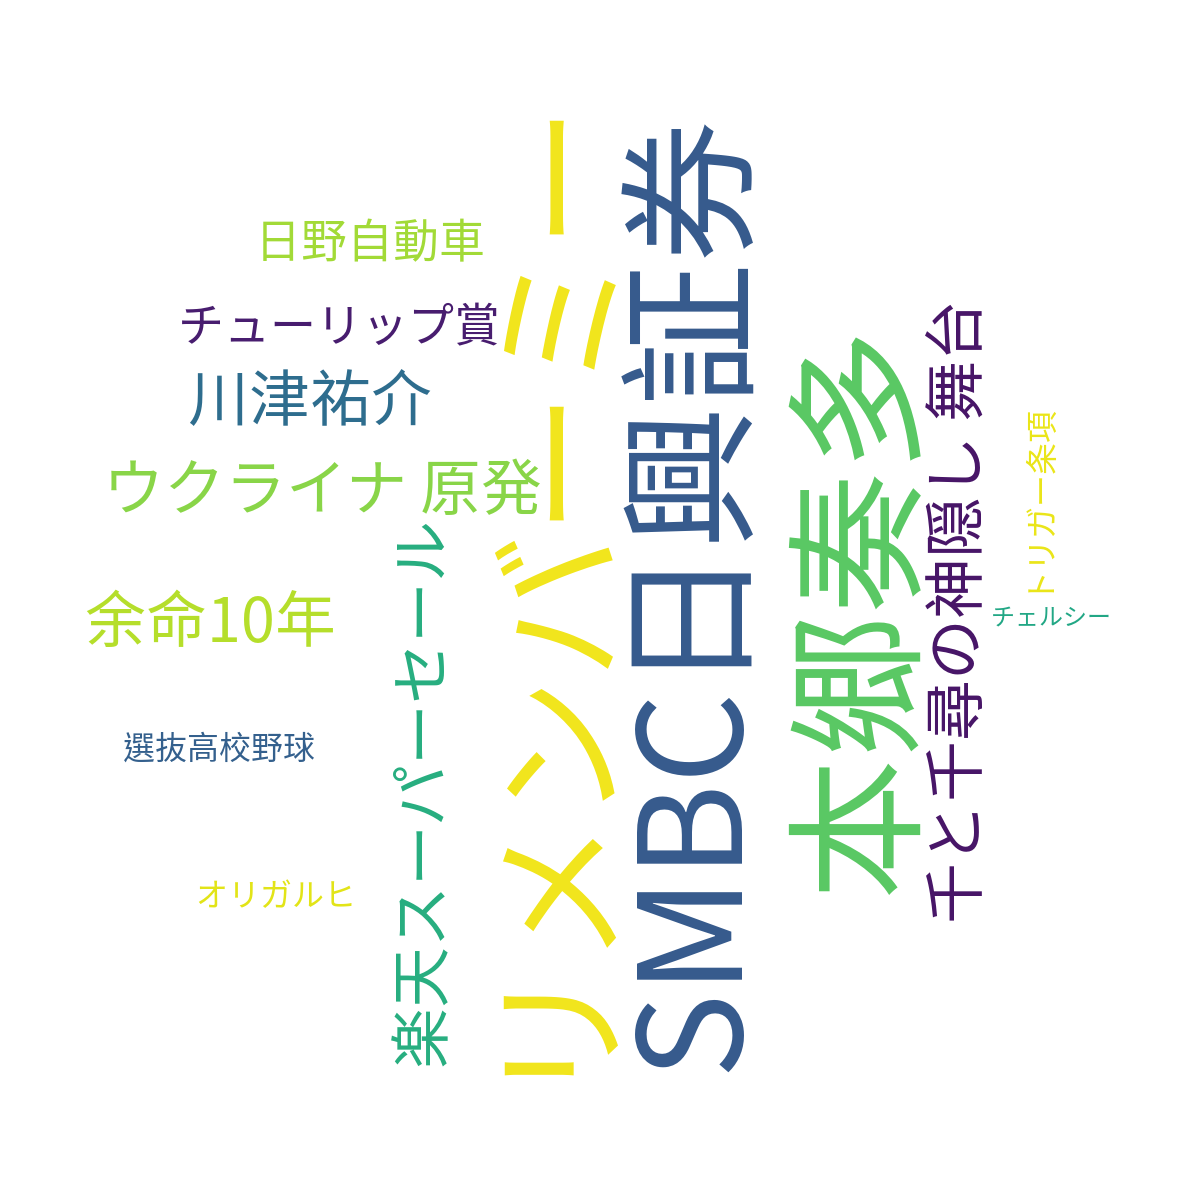 日野自動車
チューリップ賞
川津祐介
ウクライナ 原発
余命10年
選抜高校野球
オリガルヒ
楽天スーパーセール
リメンバーミー
SMBC日興証券
本郷奏多
千と千尋の神隠し 舞台
トリガー条項
チェルシー